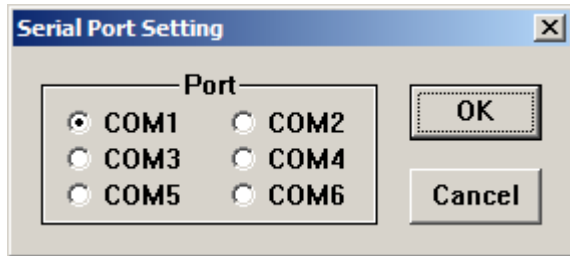 Serial Port Setting
Port
COM1 COM2
COM3 COM4
COM5 COM6
OK
Cancel